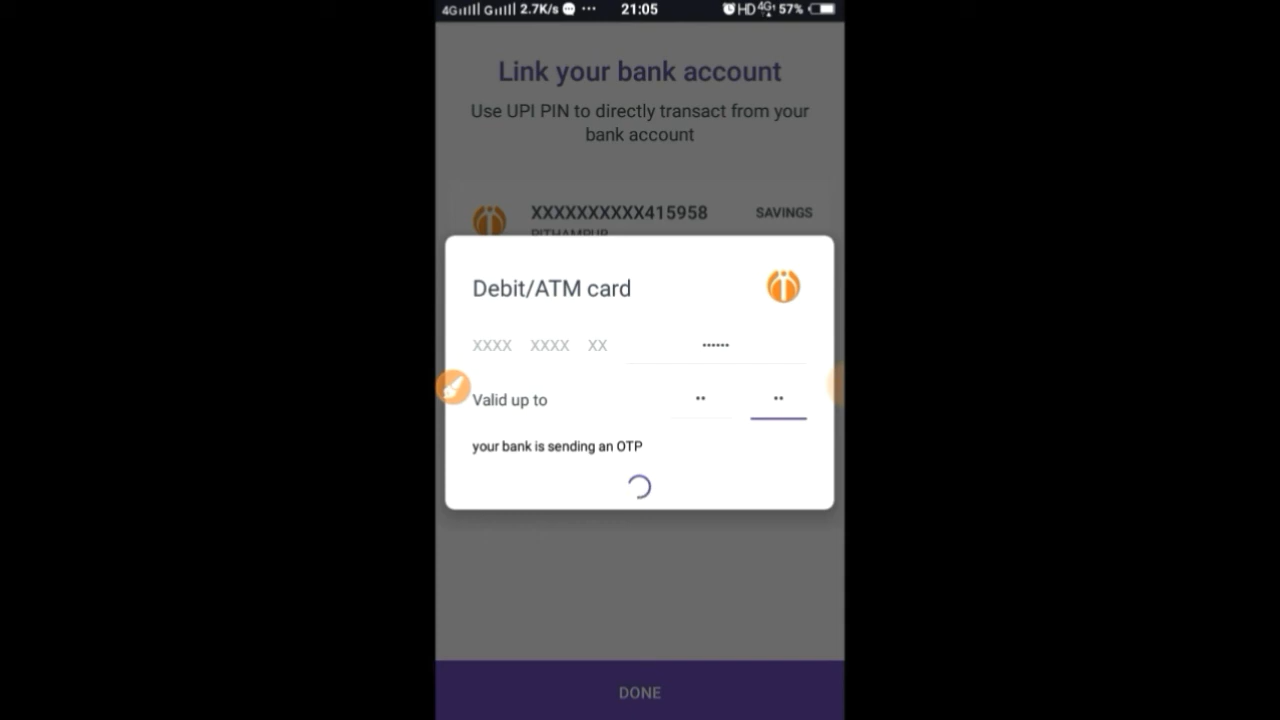 4G G 2.7K/s ... 21:05 HD 4G 57%
Link your bank account
Use UPI PIN to directly transact from your
bank account
XXXXXXXXXX415958 SAVINGS
PITHAMPUR
Debit/ATM card
XXXX XXXX XX ••••••
Valid up to •• ••
your bank is sending an OTP
DONE